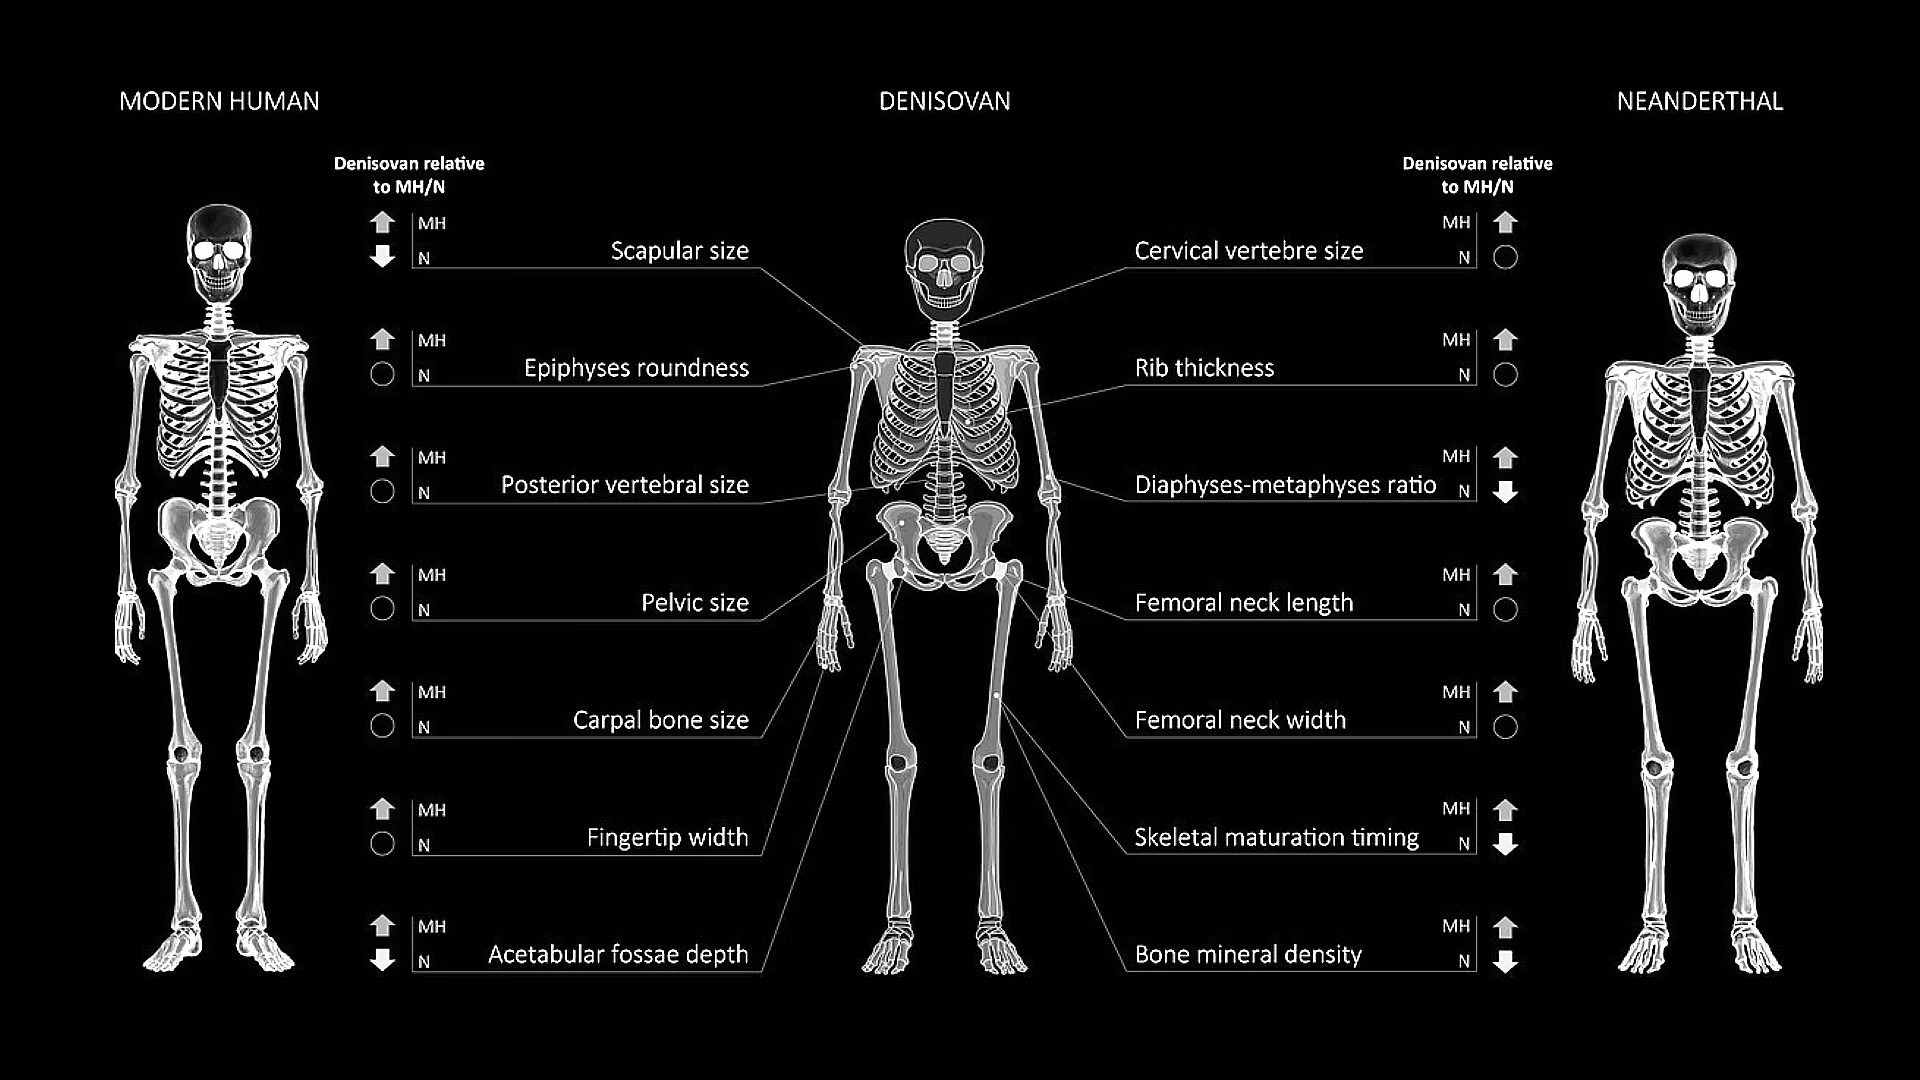 MODERN HUMAN
DENISOVAN
NEANDERTHAL
Denisovan relative
to MH/N
Denisovan relative
to MH/N
MH
N
Scapular size
MH
N
Epiphyses roundness
MH
N
Posterior vertebral size
MH
N
Pelvic size
MH
N
Carpal bone size
MH
N
Fingertip width
MH
N
Acetabular fossae depth
Cervical vertebre size
MH
N
Rib thickness
MH
N
Diaphyses-metaphyses ratio
MH
N
Femoral neck length
MH
N
Femoral neck width
MH
N
Skeletal maturation timing
MH
N
Bone mineral density
MH
N